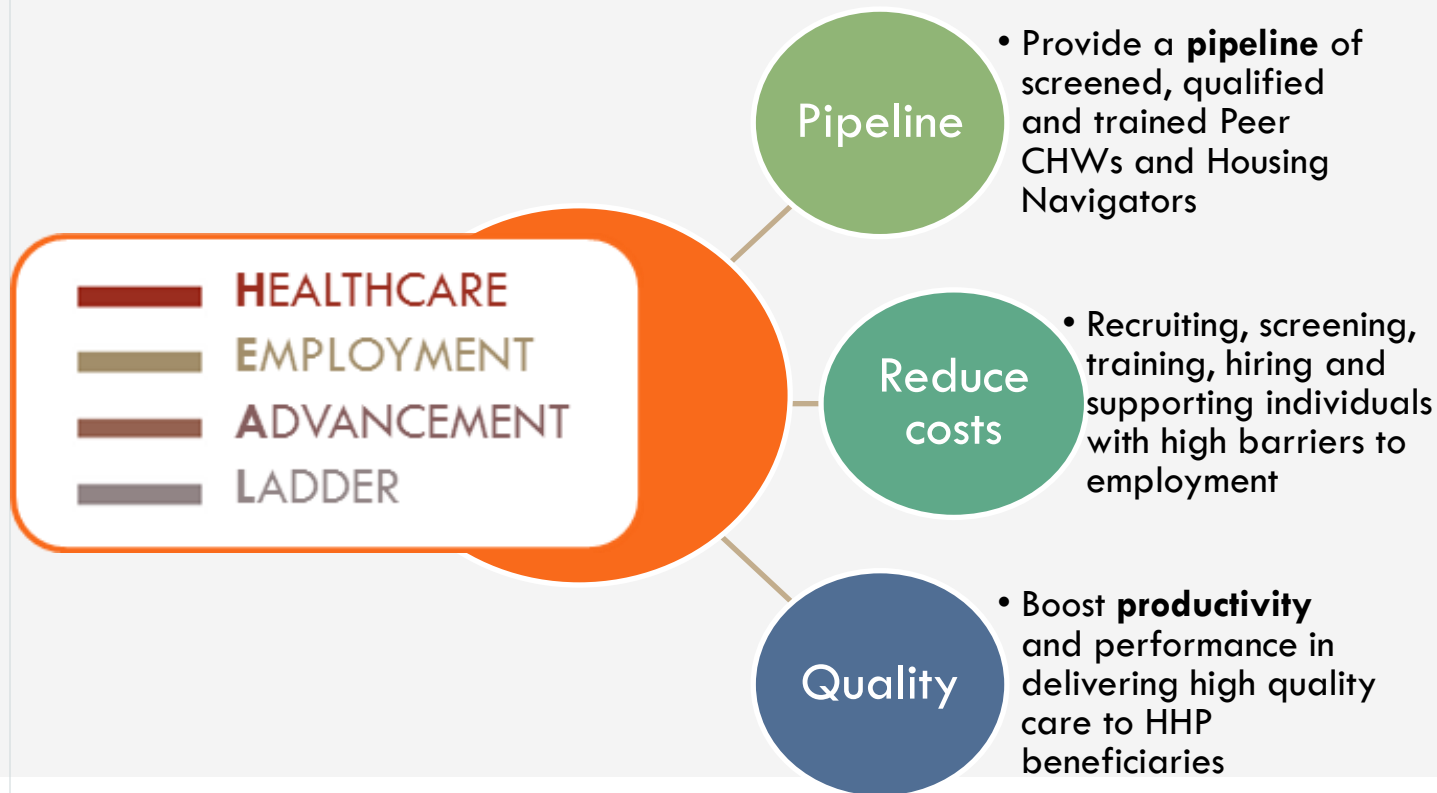 HEALTHCARE
EMPLOYMENT
ADVANCEMENT
LADDER
Pipeline
• Provide a pipeline of
screened, qualified
and trained Peer
CHWs and Housing
Navigators
Reduce
costs
• Recruiting, screening,
training, hiring and
supporting individuals
with high barriers to
employment
Quality
• Boost productivity
and performance in
delivering high quality
care to HHP
beneficiaries